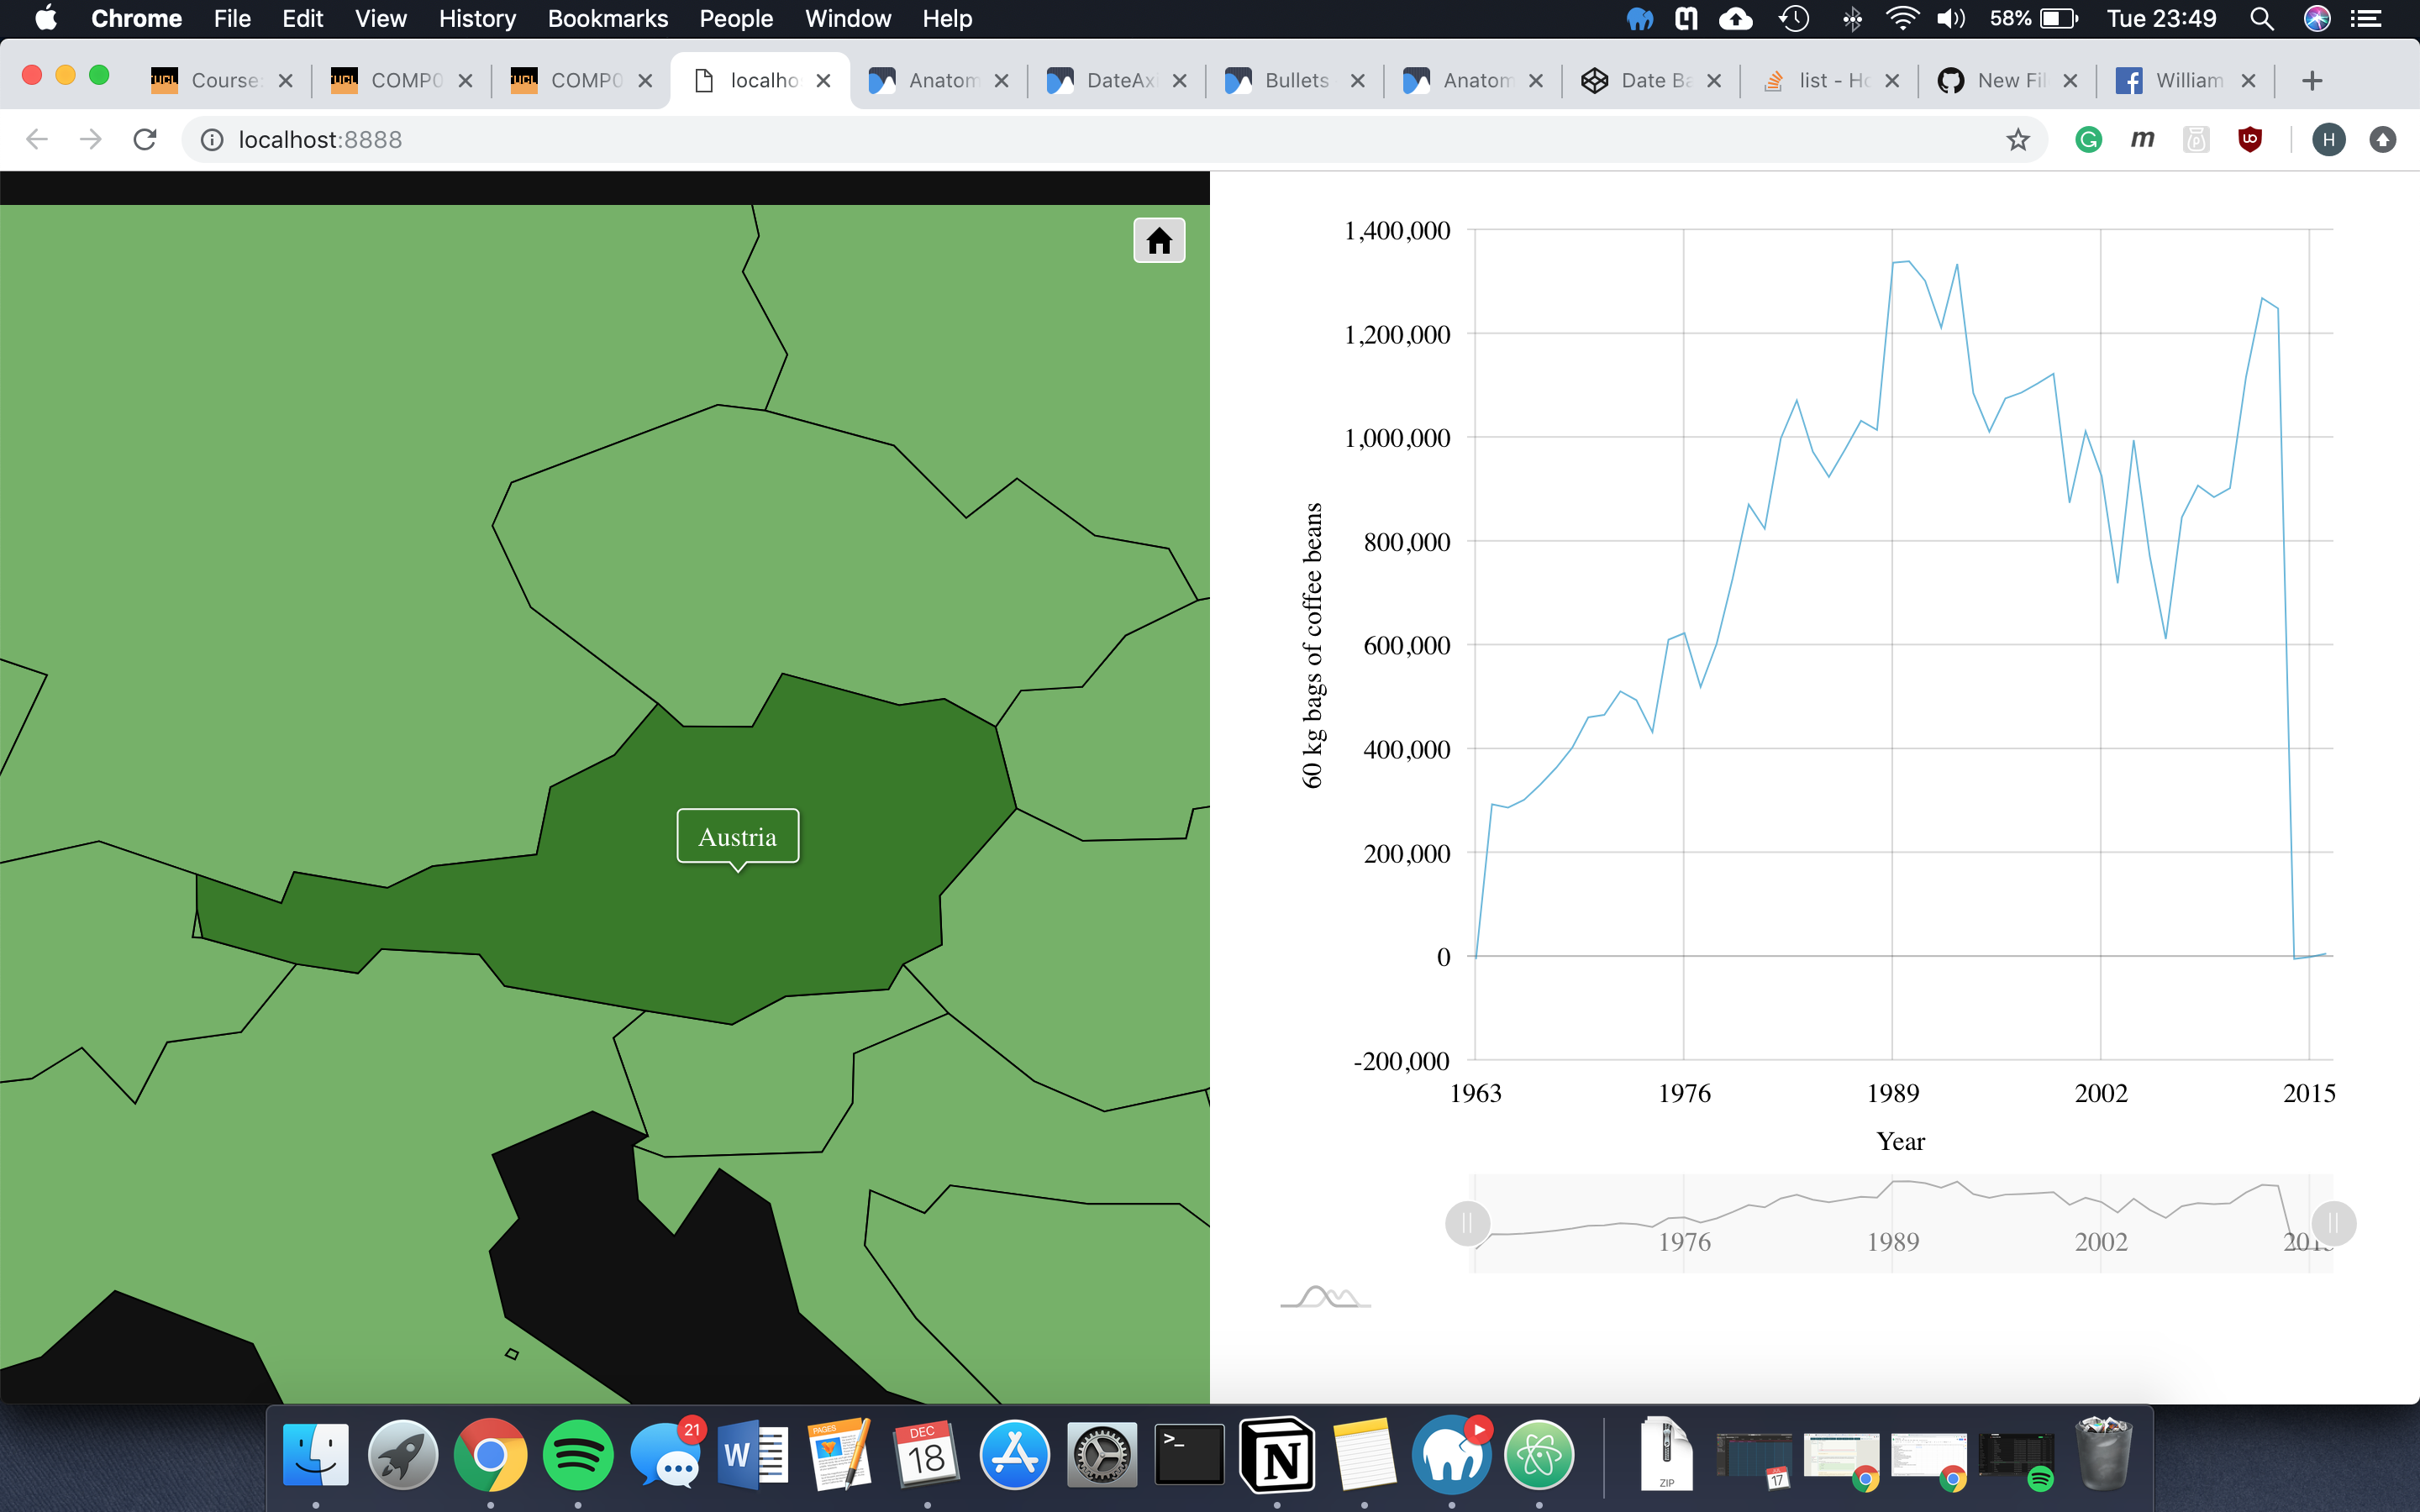 Chrome File Edit View History Bookmarks People Window Help 58% Tue 23:49
Course COMP0 COMP0 localho Anatom DateAx Bullets Anatom Date Ba list - Ho New Fil William
localhost:8888
H
1,400,000
1,200,000
1,000,000
800,000
600,000
400,000
200,000
0
-200,000
60 kg bags of coffee beans
1963 1976 1989 2002 2015
Year
1976 1989 2002 2015
Austria
21
W
PAGES
DEC
18
>_
N
ZIP
17